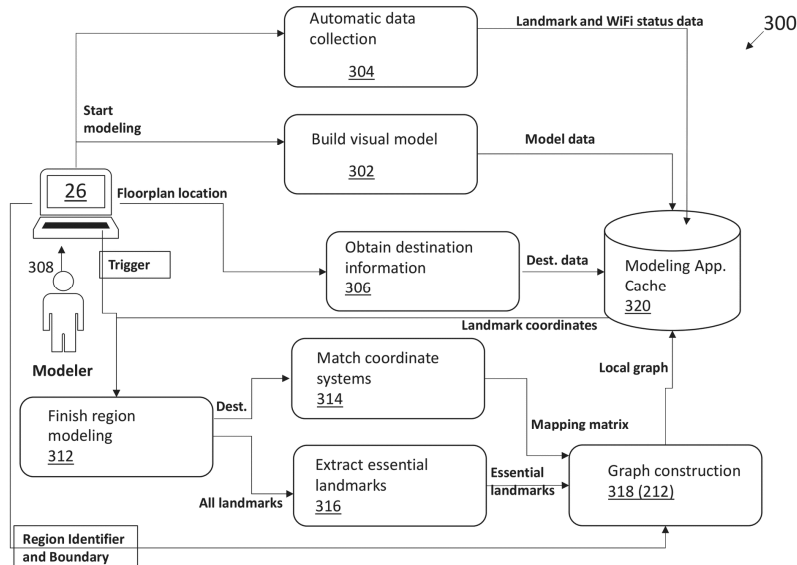 Automatic data
collection
304
Landmark and WiFi status data
300
Start
modeling
Build visual model
302
Model data
26
Floorplan location
308
Trigger
Obtain destination
information
306
Dest. data
Modeling App.
Cache
320
Landmark coordinates
Modeler
Match coordinate
systems
314
Local graph
Dest.
Finish region
modeling
312
Mapping matrix
Extract essential
landmarks
316
Essential
landmarks
Graph construction
318 (212)
All landmarks
Region Identifier
and Boundary